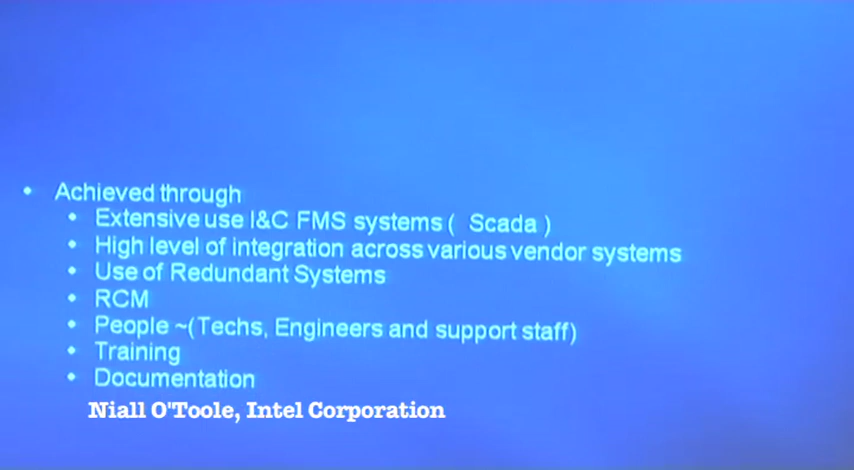 • Achieved through
• Extensive use I&C FMS systems ( Scada )
• High level of integration across various vendor systems
• Use of Redundant Systems
• RCM
• People ~(Techs, Engineers and support staff)
• Training
• Documentation
Niall O'Toole, Intel Corporation